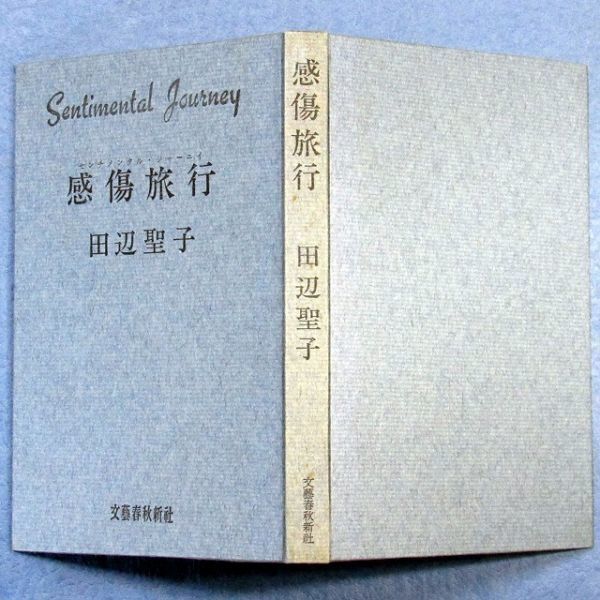 Sentimental Journey
センチメンタル・ジャーニィ
感傷旅行
田辺聖子
文藝春秋新社
感傷旅行
田辺聖子
文藝春秋新社